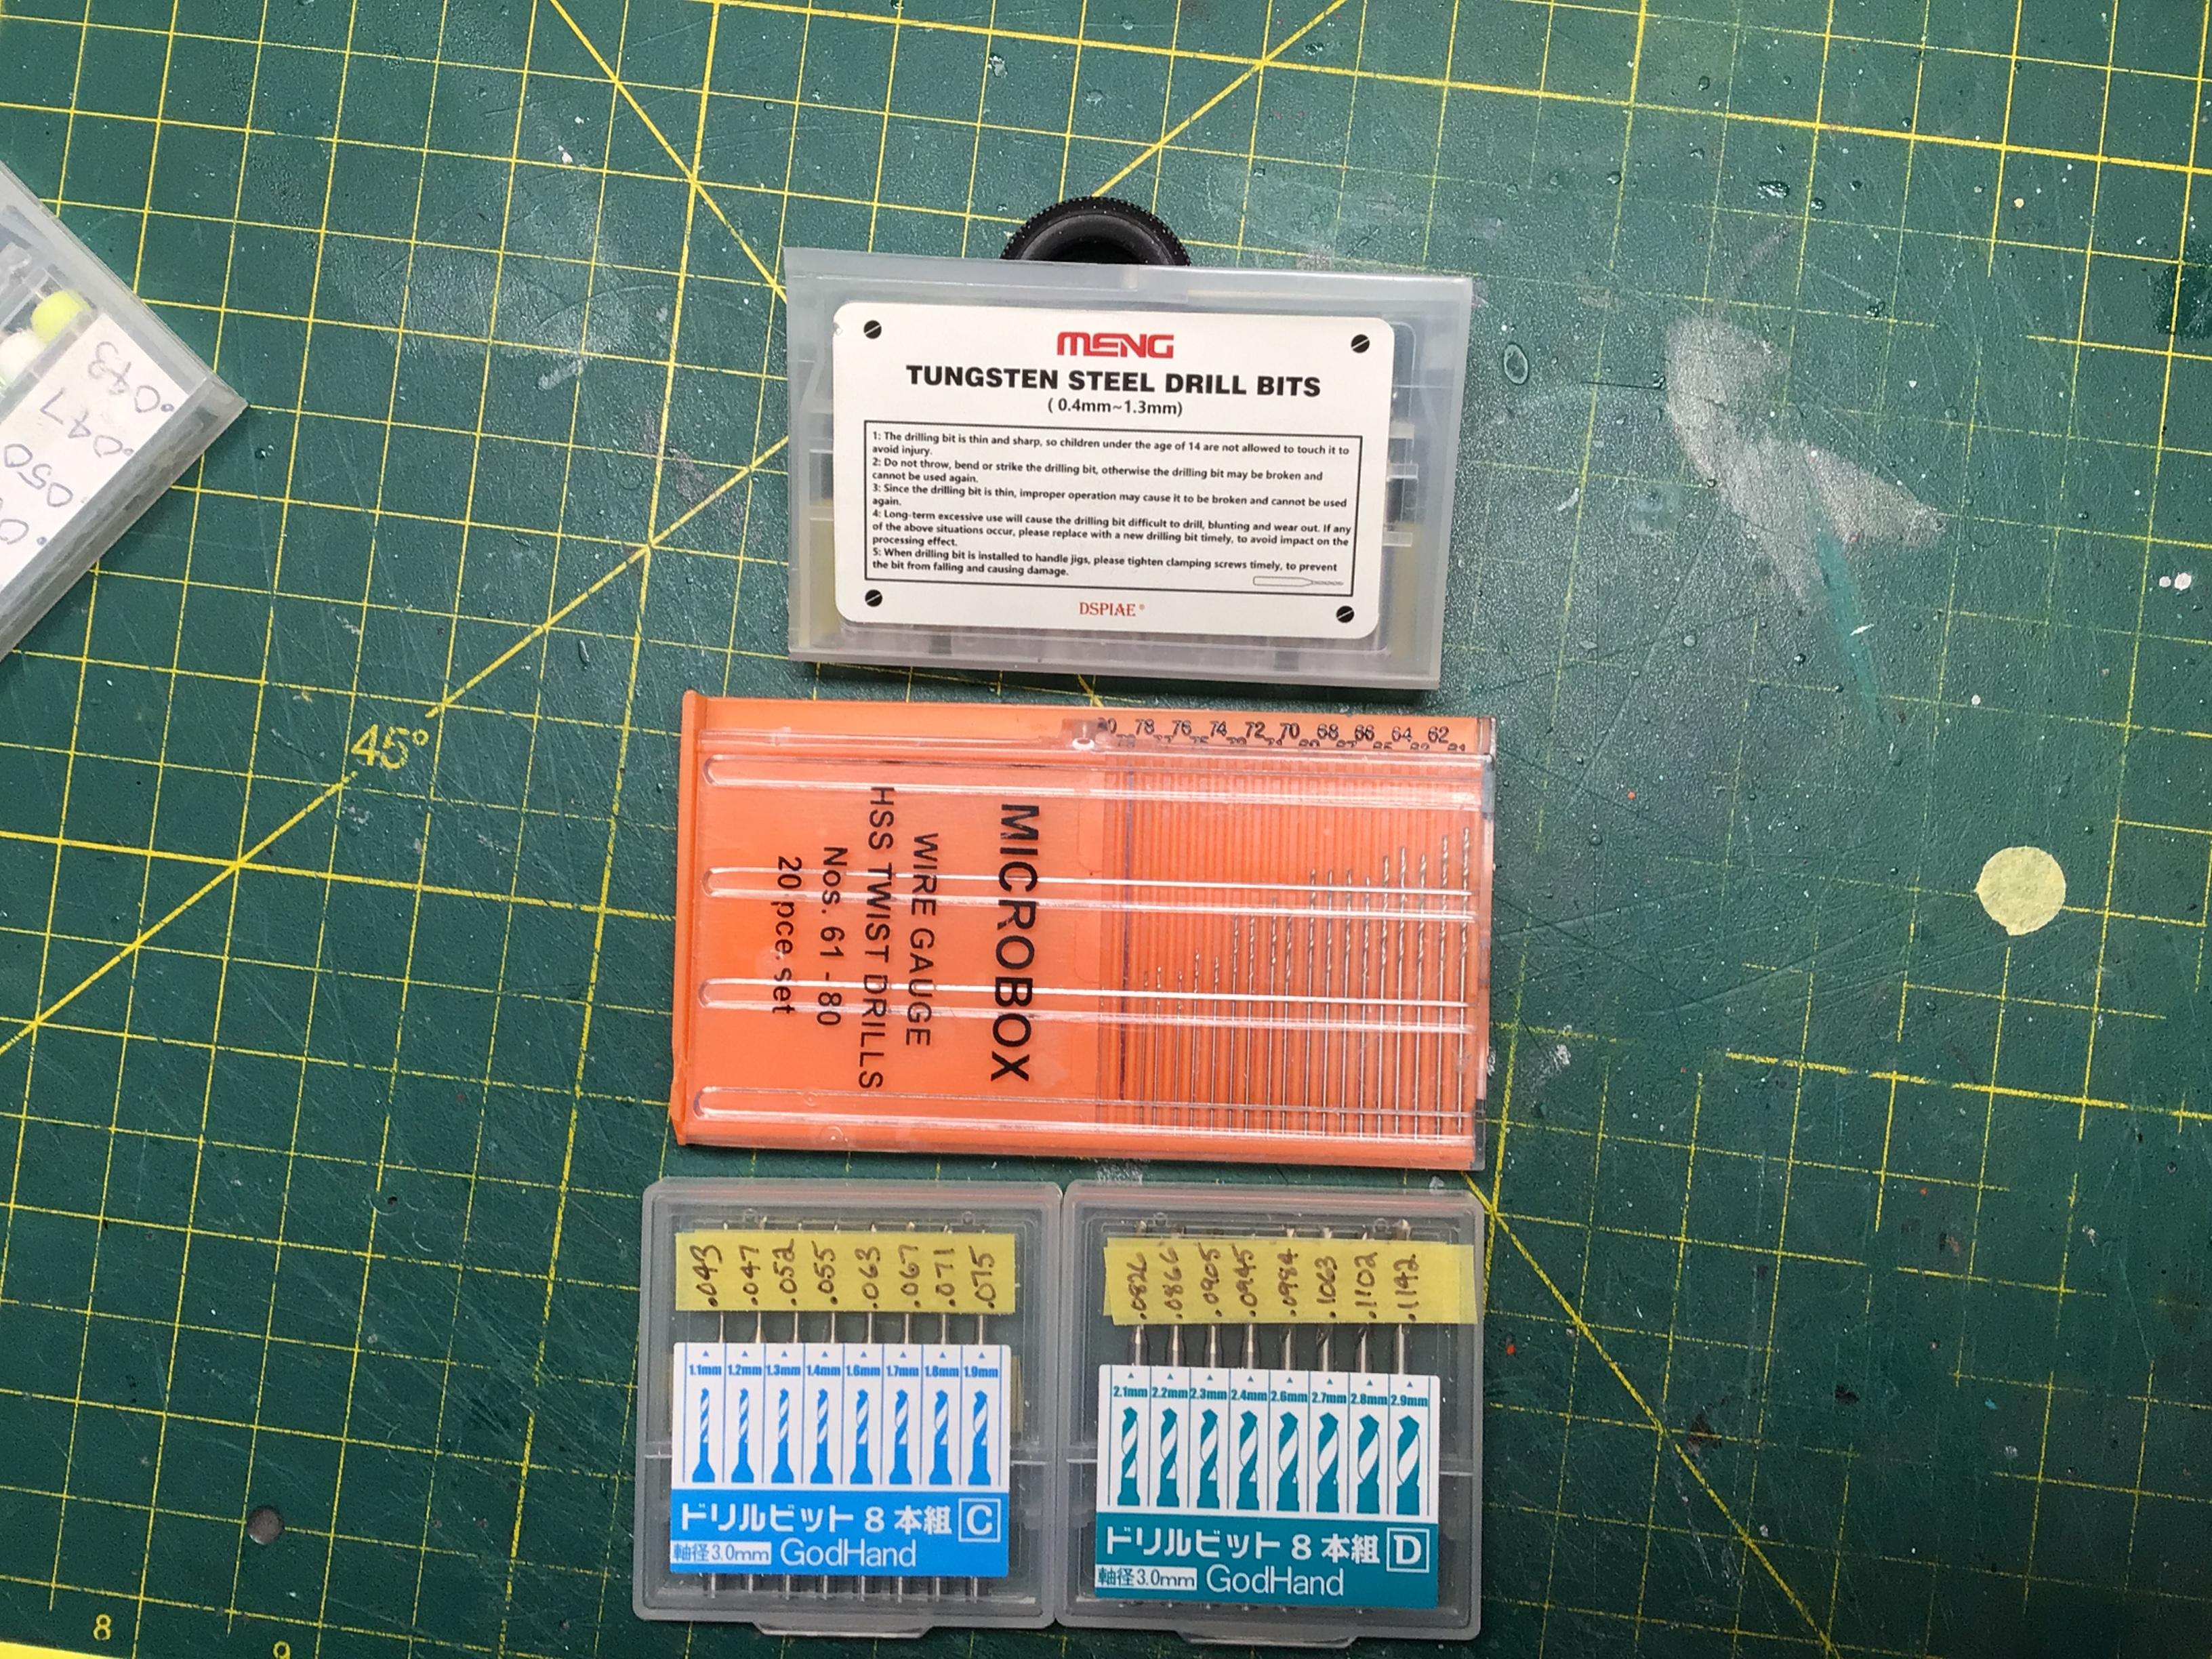 MENG
TUNGSTEN STEEL DRILL BITS
( 0.4mm~1.3mm)
1: The drilling bit is thin and sharp, so children under the age of 14 are not allowed to touch it to
avoid injury.
2: Do not throw, bend or strike the drilling bit, otherwise the drilling bit may be broken and
cannot be used again.
3: Since the drilling bit is thin, improper operation may cause it to be broken and cannot be used
again.
4: Long-term excessive use will cause the drilling bit difficult to drill, blunting and wear out. If any
of the above situations occur, please replace with a new drilling bit timely, to avoid impact on the
processing effect.
5: When drilling bit is installed to handle jigs, please tighten clamping screws timely, to prevent
the bit from falling and causing damage.
DSPIAE®
.043
.047
.050
45°
78 76 74 72 70 68 66 64 62
MICROBOX
WIRE GAUGE
HSS TWIST DRILLS
Nos. 61 - 80
20 pce. set
.043 .047 .052 .055 .063 .067 .071 .075
1.1mm 1.2mm 1.3mm 1.4mm 1.6mm 1.7mm 1.8mm 1.9mm
ドリルビット 8 本組 C
軸径3.0mm GodHand
.0826 .0866 .0905 .0945 .0984 .1063 .1102 .1142
2.1mm 2.2mm 2.3mm 2.4mm 2.6mm 2.7mm 2.8mm 2.9mm
ドリルビット 8 本組 D
軸径3.0mm GodHand
8
9